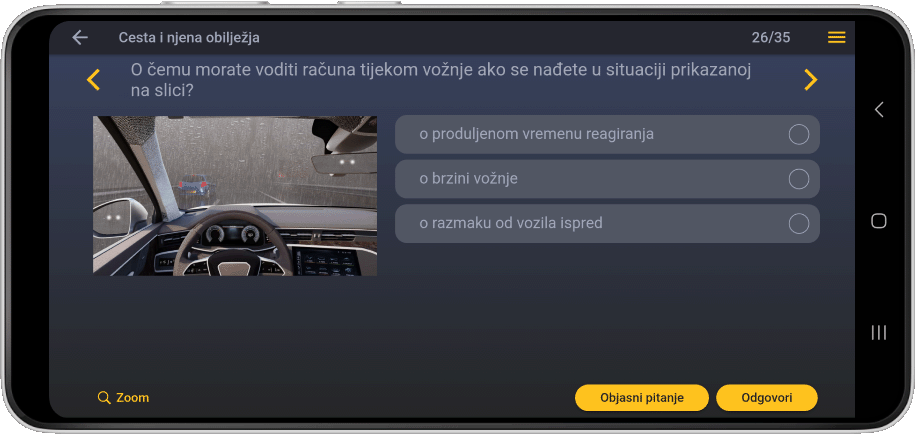 Cesta i njena obilježja
26/35
O čemu morate voditi računa tijekom vožnje ako se nađete u situaciji prikazanoj
na slici?
o produljenom vremenu reagiranja
o brzini vožnje
o razmaku od vozila ispred
Zoom
Objasni pitanje
Odgovori